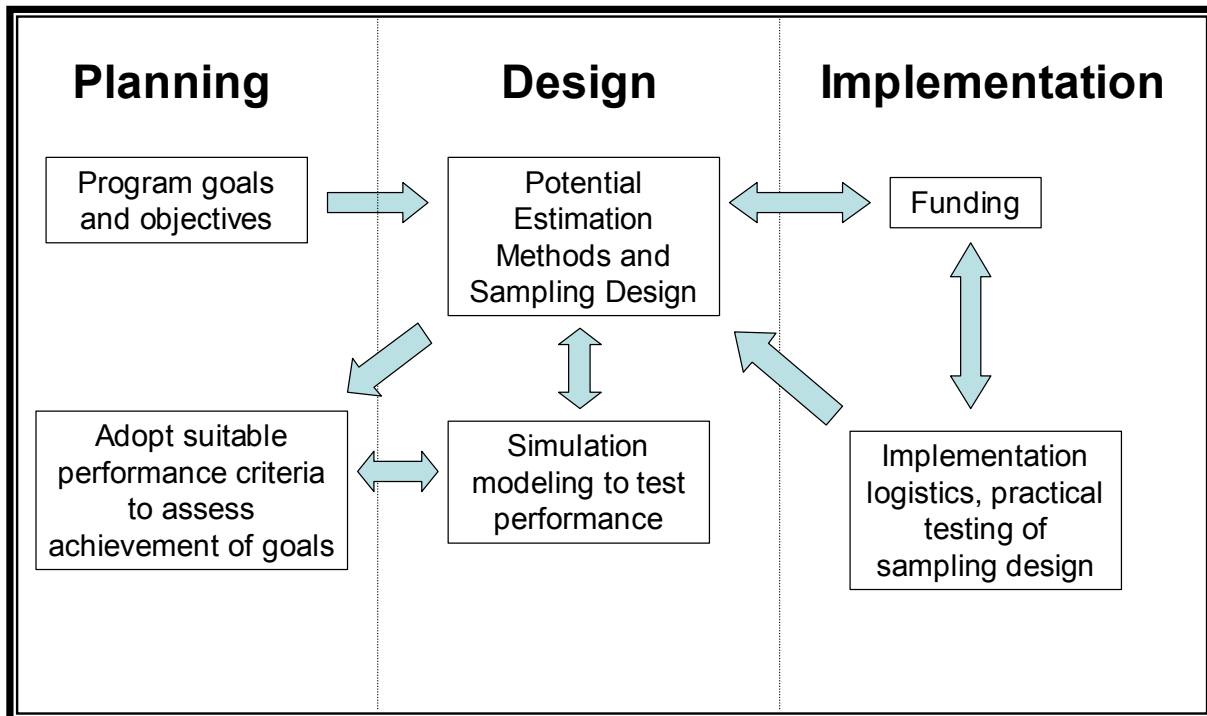 Planning
Design
Implementation
Program goals
and objectives
Potential
Estimation
Methods and
Sampling Design
Funding
Adopt suitable
performance criteria
to assess
achievement of goals
Simulation
modeling to test
performance
Implementation
logistics, practical
testing of
sampling design